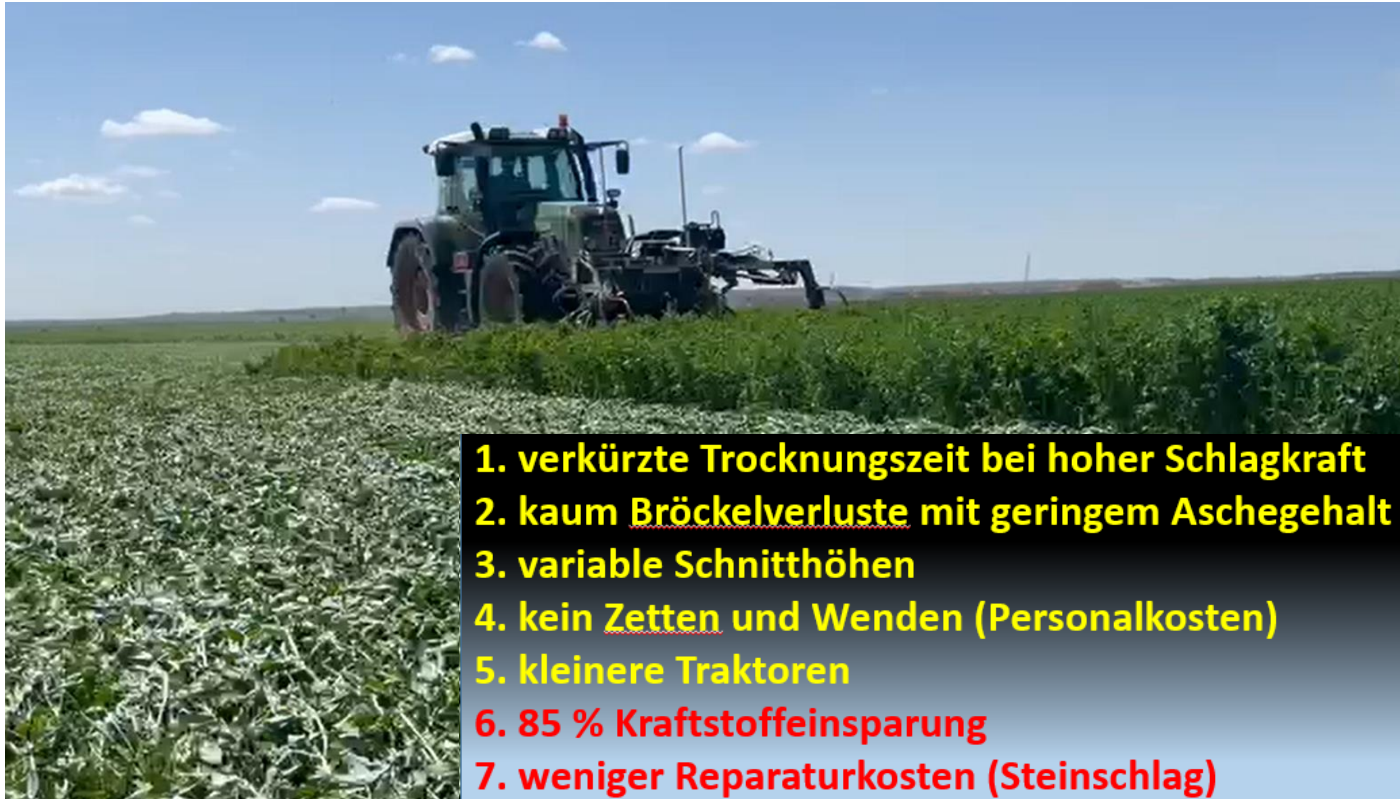 1. verkürzte Trocknungszeit bei hoher Schlagkraft
2. kaum Bröckelverluste mit geringem Aschegehalt
3. variable Schnitthöhen
4. kein Zetten und Wenden (Personalkosten)
5. kleinere Traktoren
6. 85 % Kraftstoffeinsparung
7. weniger Reparaturkosten (Steinschlag)